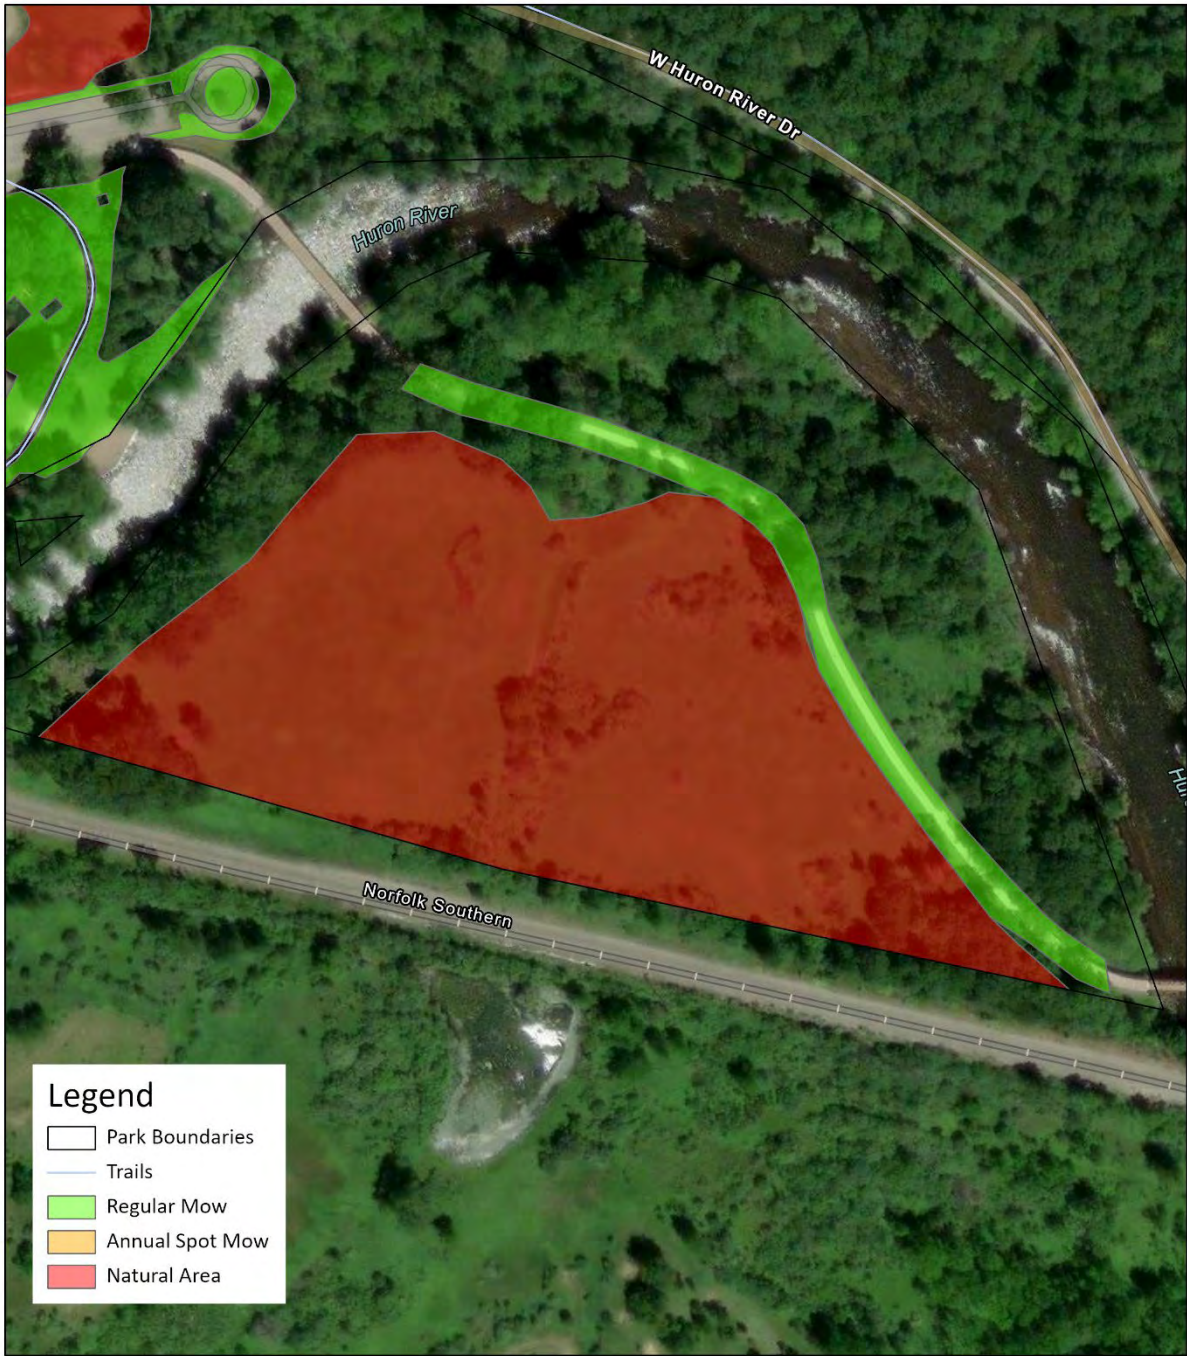 W Huron River Dr
Huron River
Norfolk Southern
Legend
Park Boundaries
Trails
Regular Mow
Annual Spot Mow
Natural Area